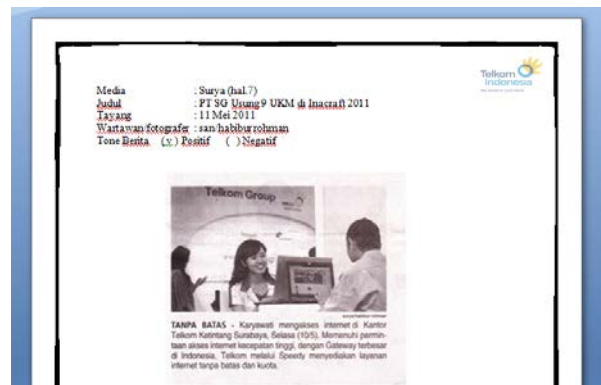 Telkom
Indonesia
Media : Surya (hal.7)
Judul : PT SG Usung 9 UKM di Inacraft 2011
Tayang : 11 Mei 2011
Wartawan/fotografer : san/habiburrohman
Tone Berita (v) Positif ( ) Negatif
Telkom Group
surya/habibur rohman
TANPA BATAS - Karyawati mengakses internet di Kantor
Telkom Ketintang Surabaya, Selasa (10/5). Memenuhi permin-
taan akses internet kecepatan tinggi, dengan Gateway terbesar
di Indonesia, Telkom melalui Speedy menyediakan layanan
internet tanpa batas dan kuota.